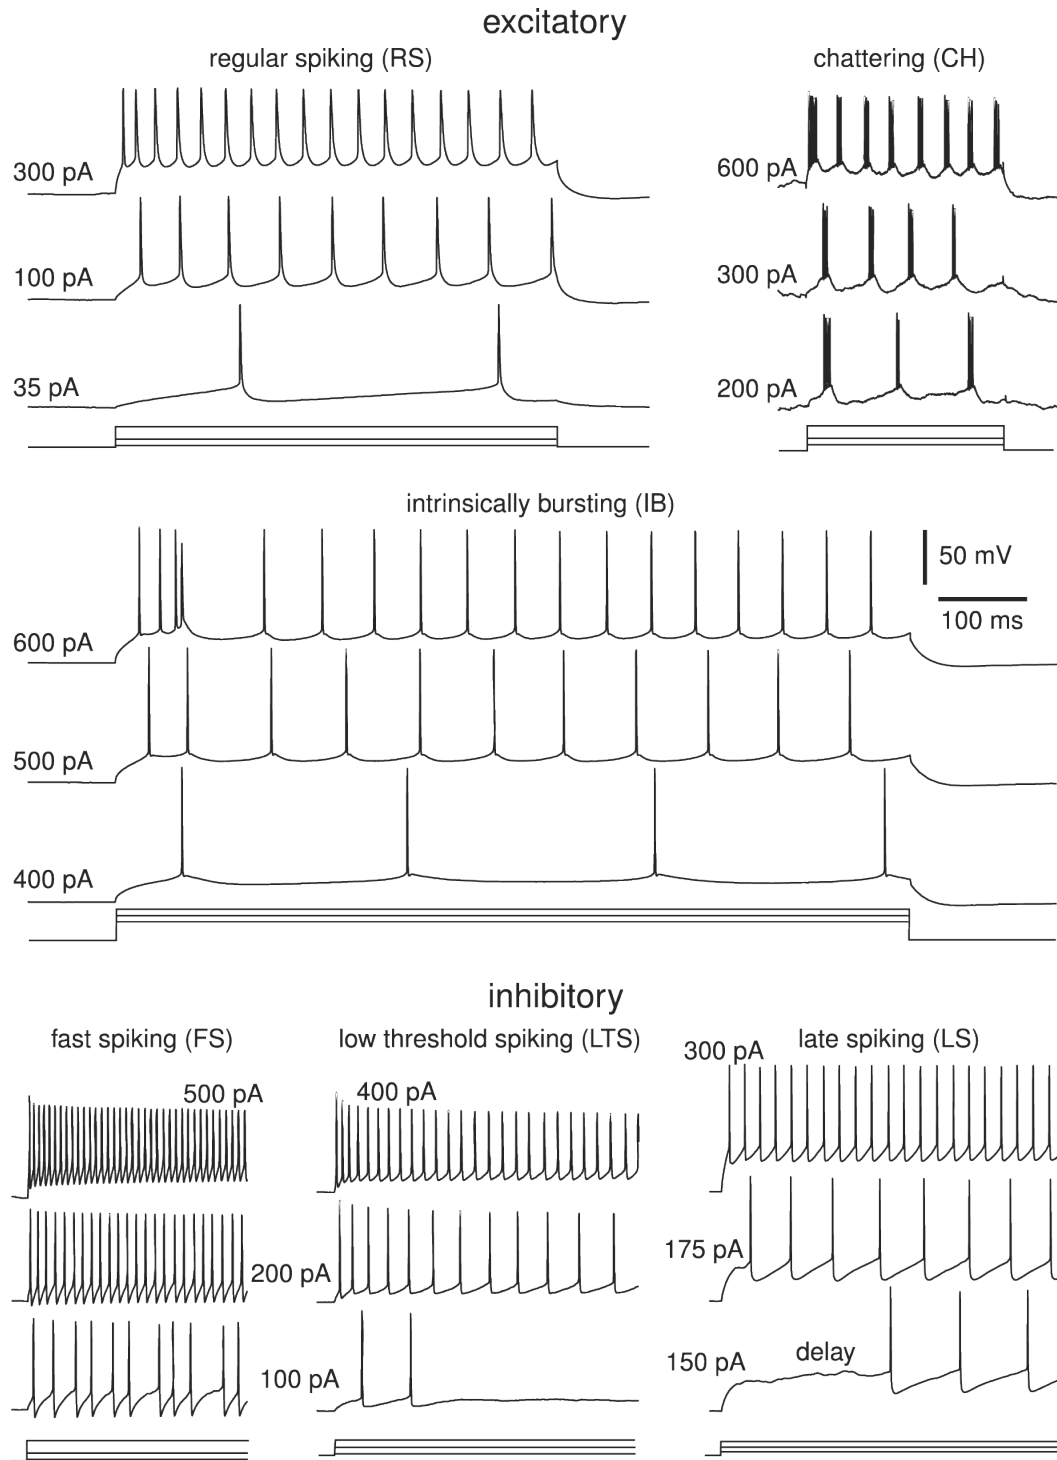 excitatory
regular spiking (RS)
chattering (CH)
300 pA
100 pA
35 pA
600 pA
300 pA
200 pA
intrinsically bursting (IB)
50 mV
100 ms
600 pA
500 pA
400 pA
inhibitory
fast spiking (FS)
low threshold spiking (LTS)
late spiking (LS)
500 pA
400 pA
300 pA
200 pA
175 pA
100 pA
150 pA
delay